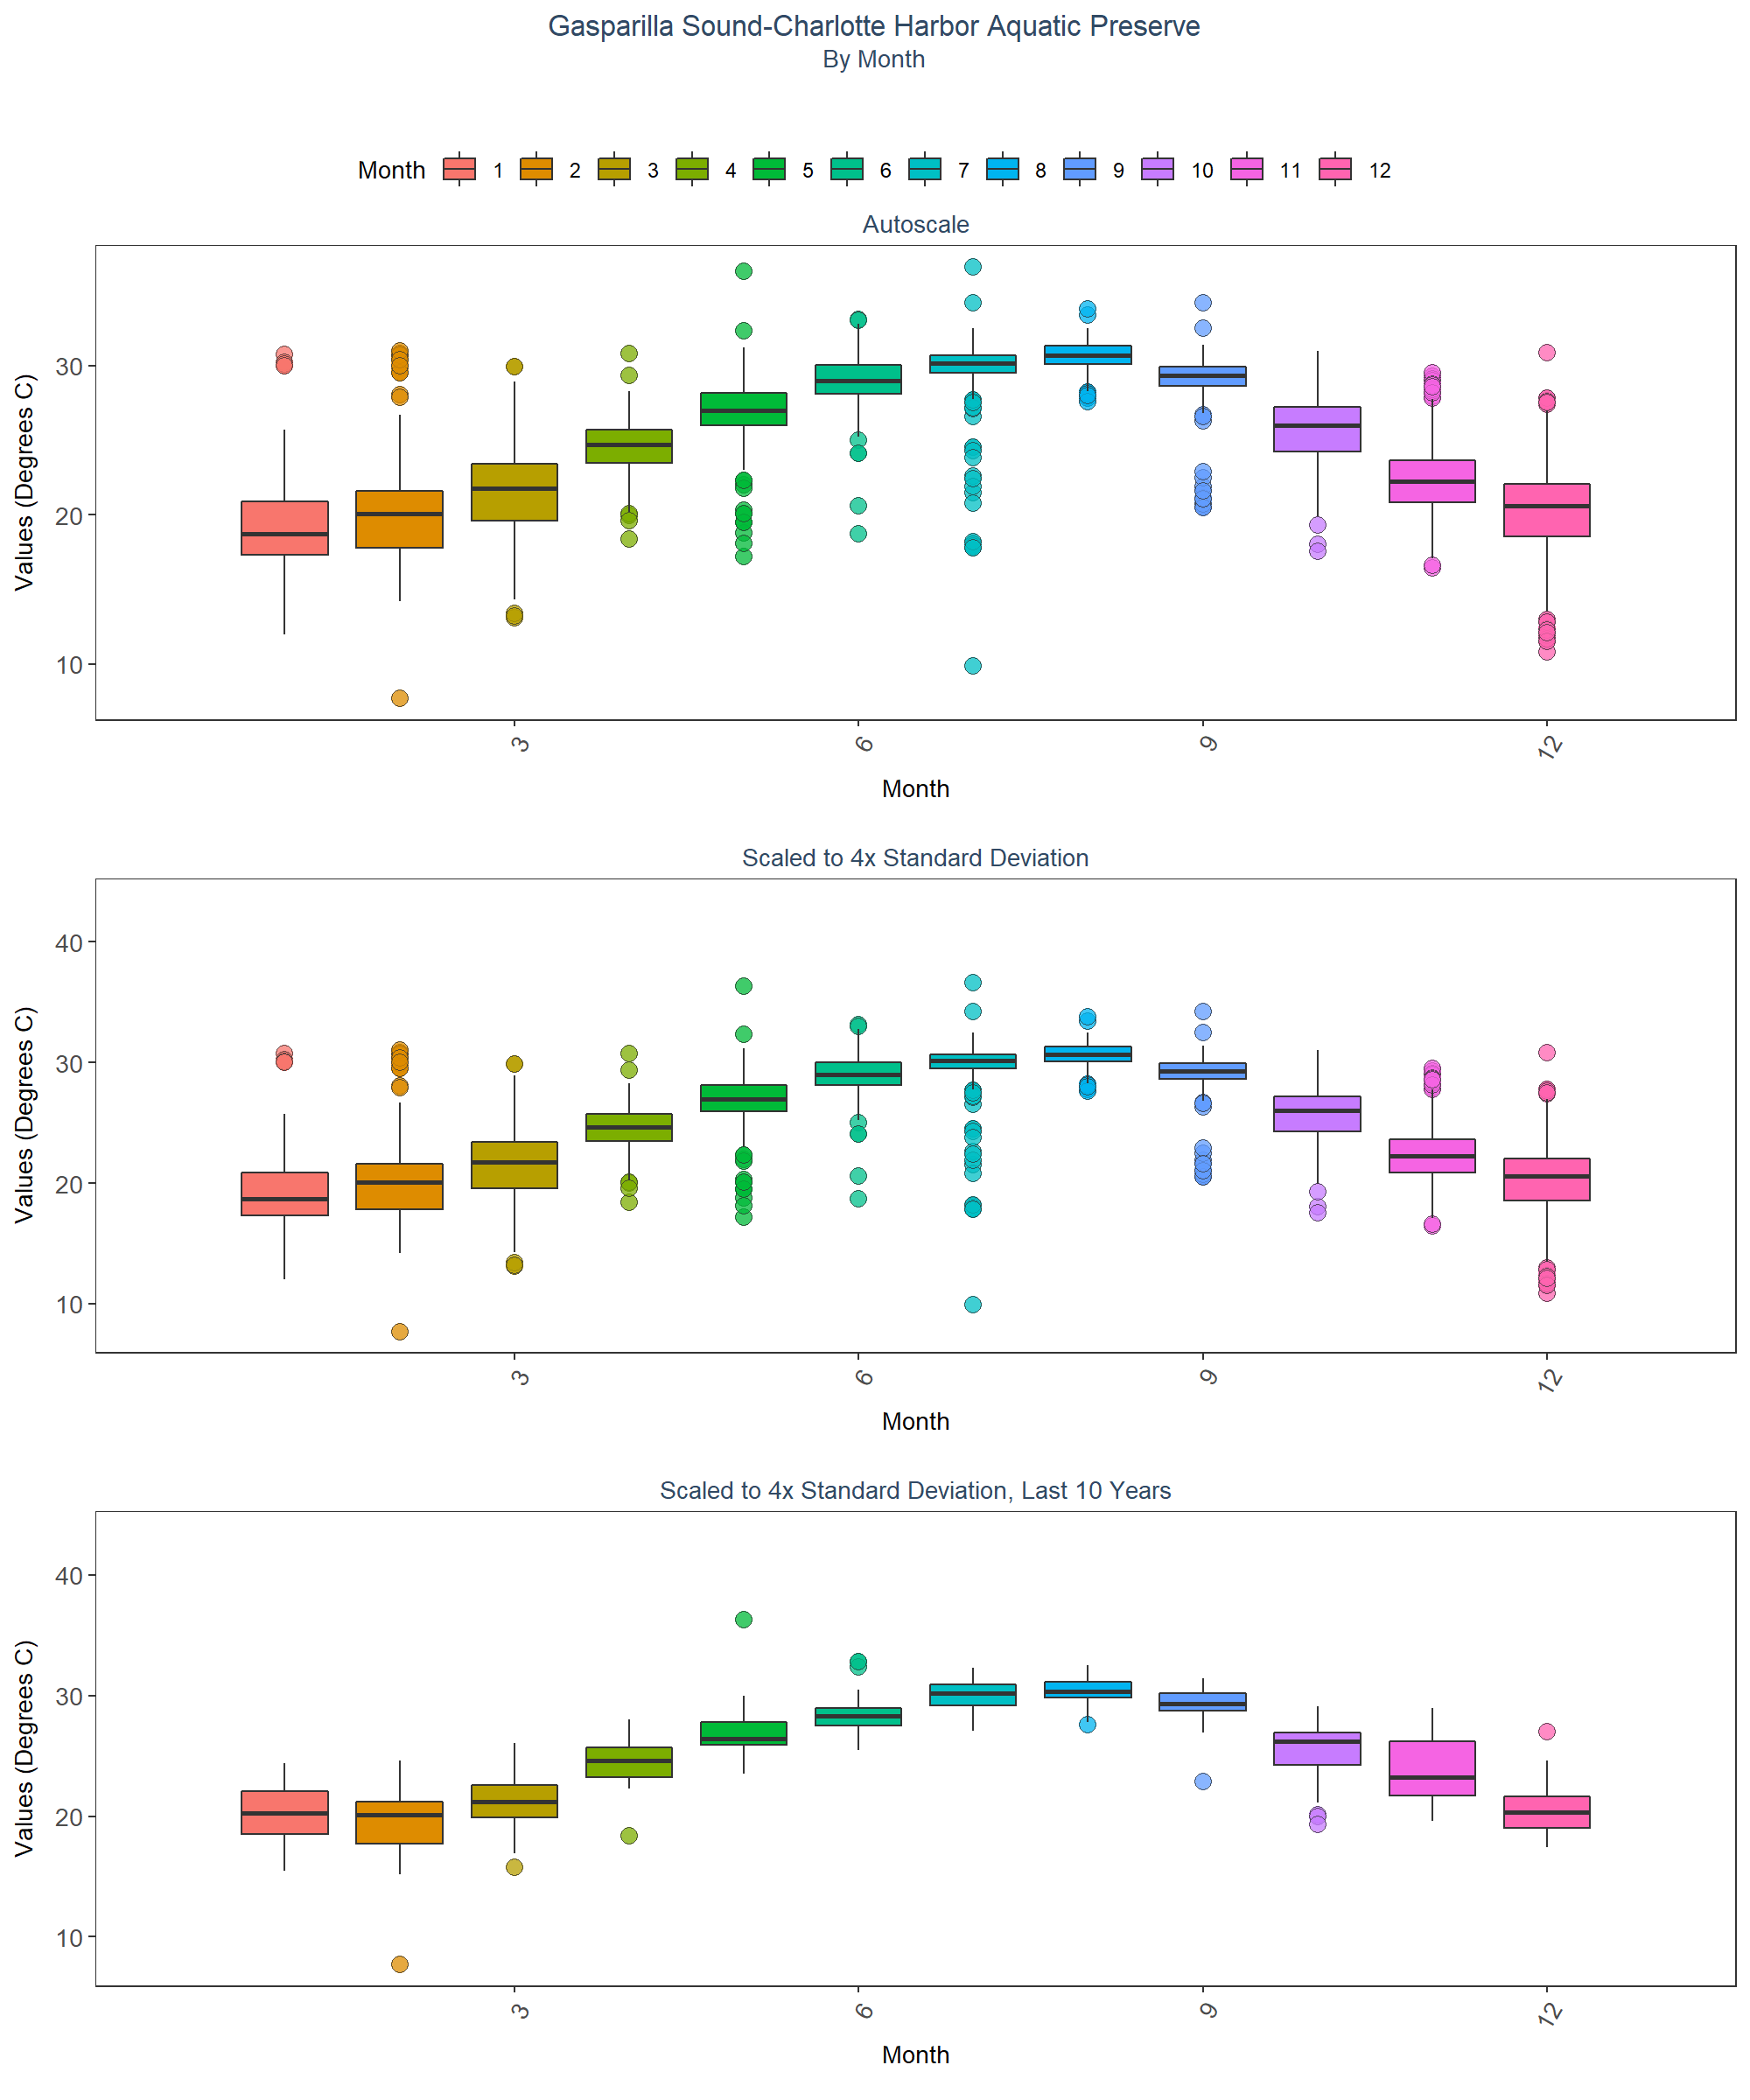 Gasparilla Sound-Charlotte Harbor Aquatic Preserve
By Month
Month 1 2 3 4 5 6 7 8 9 10 11 12
Autoscale
Values (Degrees C)
30
20
10
3 6 9 12
Month
Scaled to 4x Standard Deviation
Values (Degrees C)
40
30
20
10
3 6 9 12
Month
Scaled to 4x Standard Deviation, Last 10 Years
Values (Degrees C)
40
30
20
10
3 6 9 12
Month